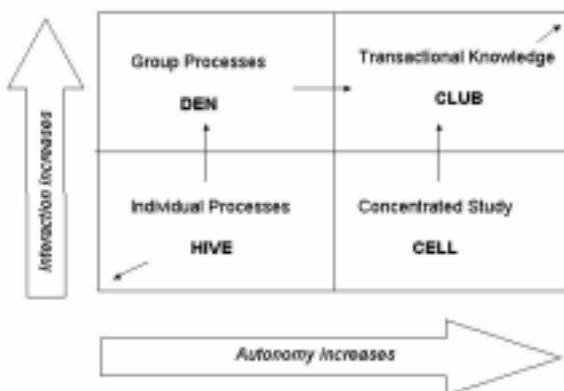 Group Processes
DEN
Transactional Knowledge
CLUB
Interaction increases
Individual Processes
HIVE
Concentrated Study
CELL
Autonomy increases